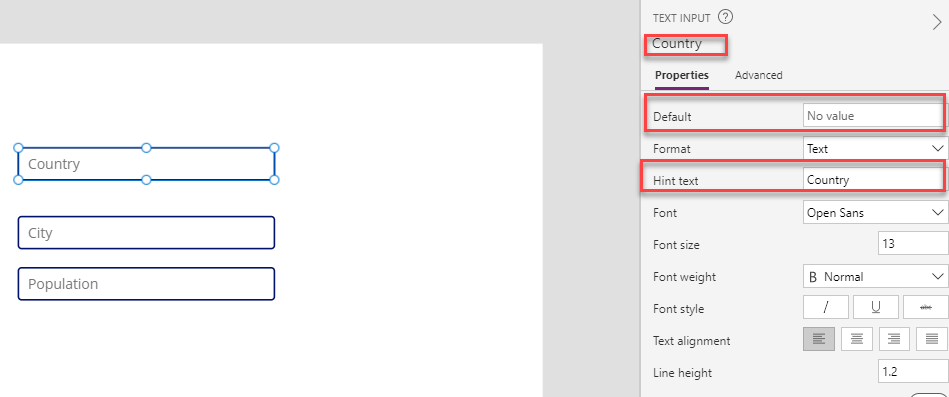 Country
City
Population
TEXT INPUT ?
Country
Properties Advanced
Default No value
Format Text
Hint text Country
Font Open Sans
Font size 13
Font weight B Normal
Font style / U abc
Text alignment
Line height 1.2